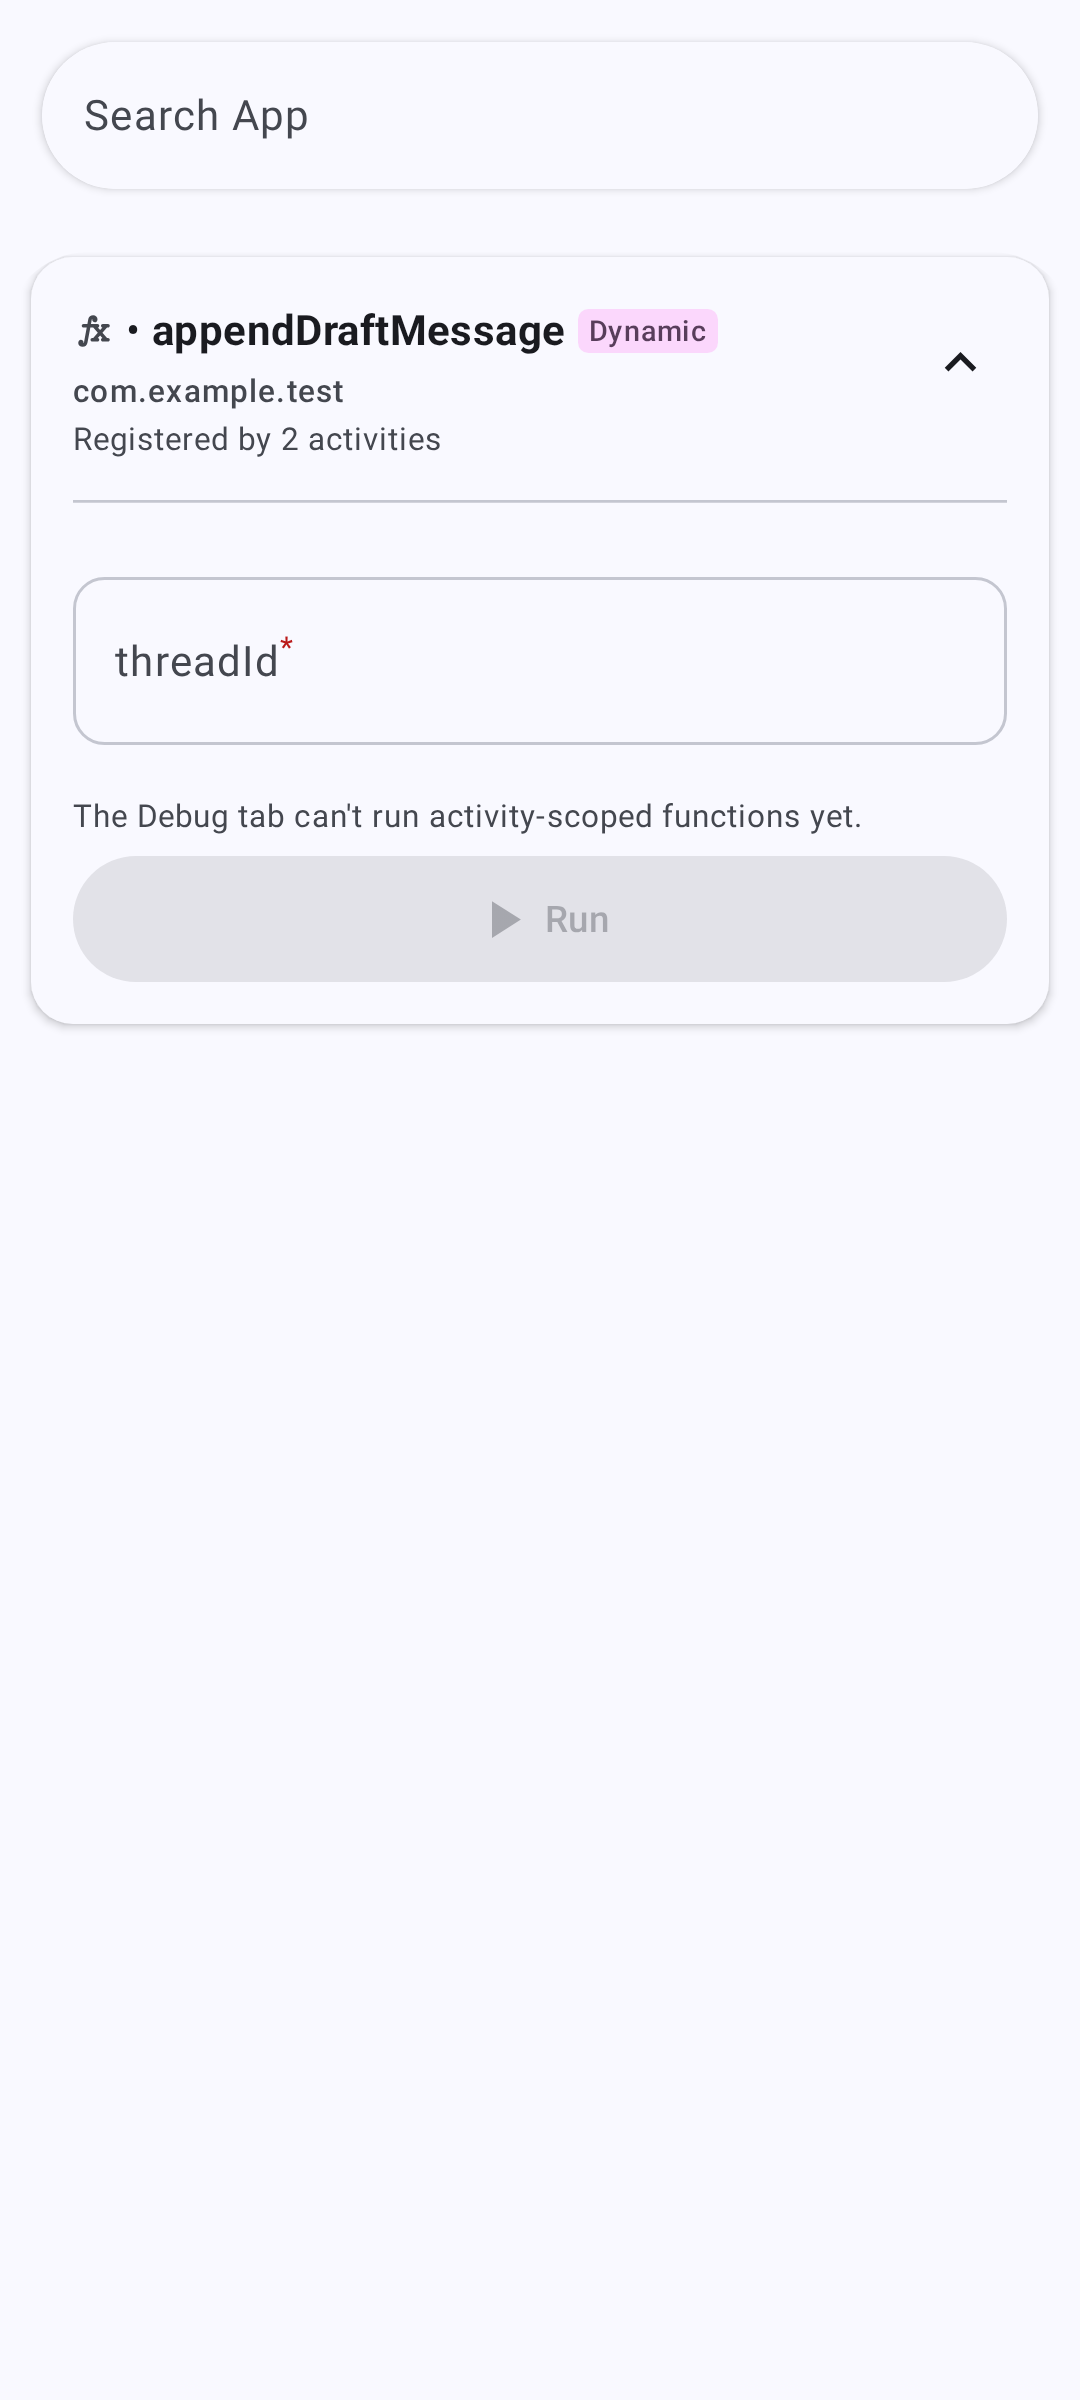 Search App
fx • appendDraftMessage Dynamic
com.example.test
Registered by 2 activities
threadId*
The Debug tab can't run activity-scoped functions yet.
Run